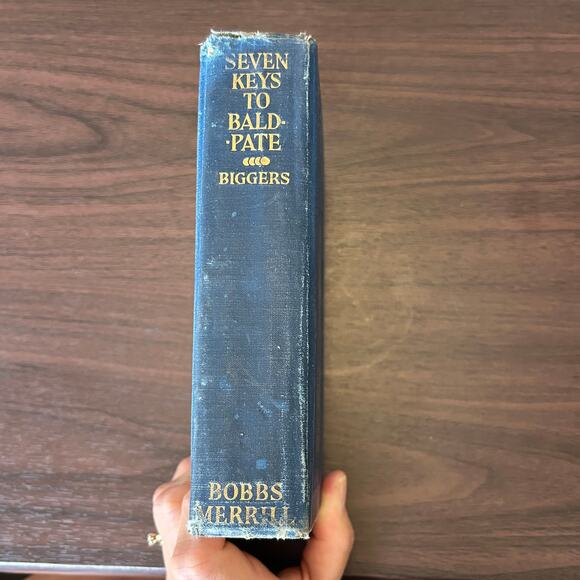 SEVEN
KEYS
TO
BALD-
-PATE
BIGGERS
BOBBS
MERRILL